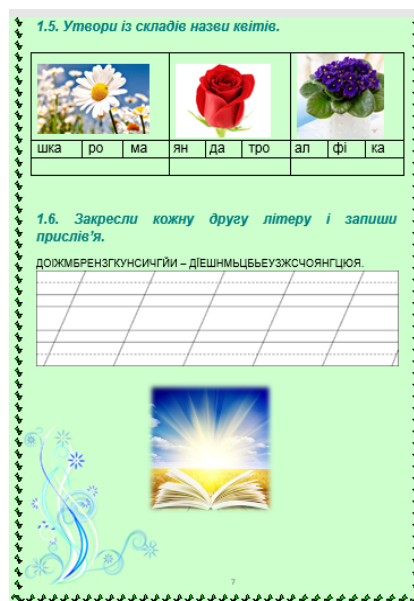 1.5. Утвори із складів назви квітів.
шка ро ма ян да тро ал фі ка
1.6. Закресли кожну другу літеру і запиши
прислів'я.
ДОІЖМБРЕНЗГКУНСИЧГЙИ – ДЇЕШНМЬЦБЬЕУЗЖСЧОЯНГЦЮЯ.
7